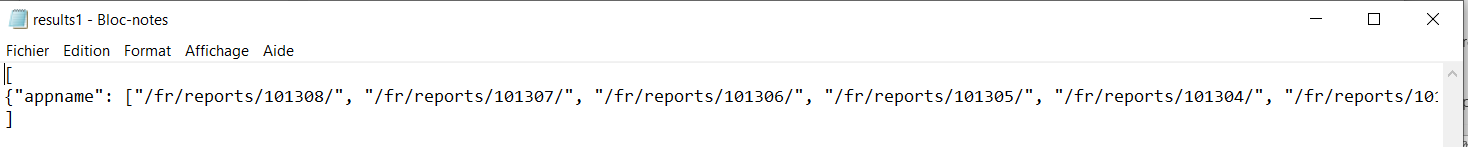 results1 - Bloc-notes
Fichier Edition Format Affichage Aide
[
{"appname": ["/fr/reports/101308/", "/fr/reports/101307/", "/fr/reports/101306/", "/fr/reports/101305/", "/fr/reports/101304/", "/fr/reports/101
]